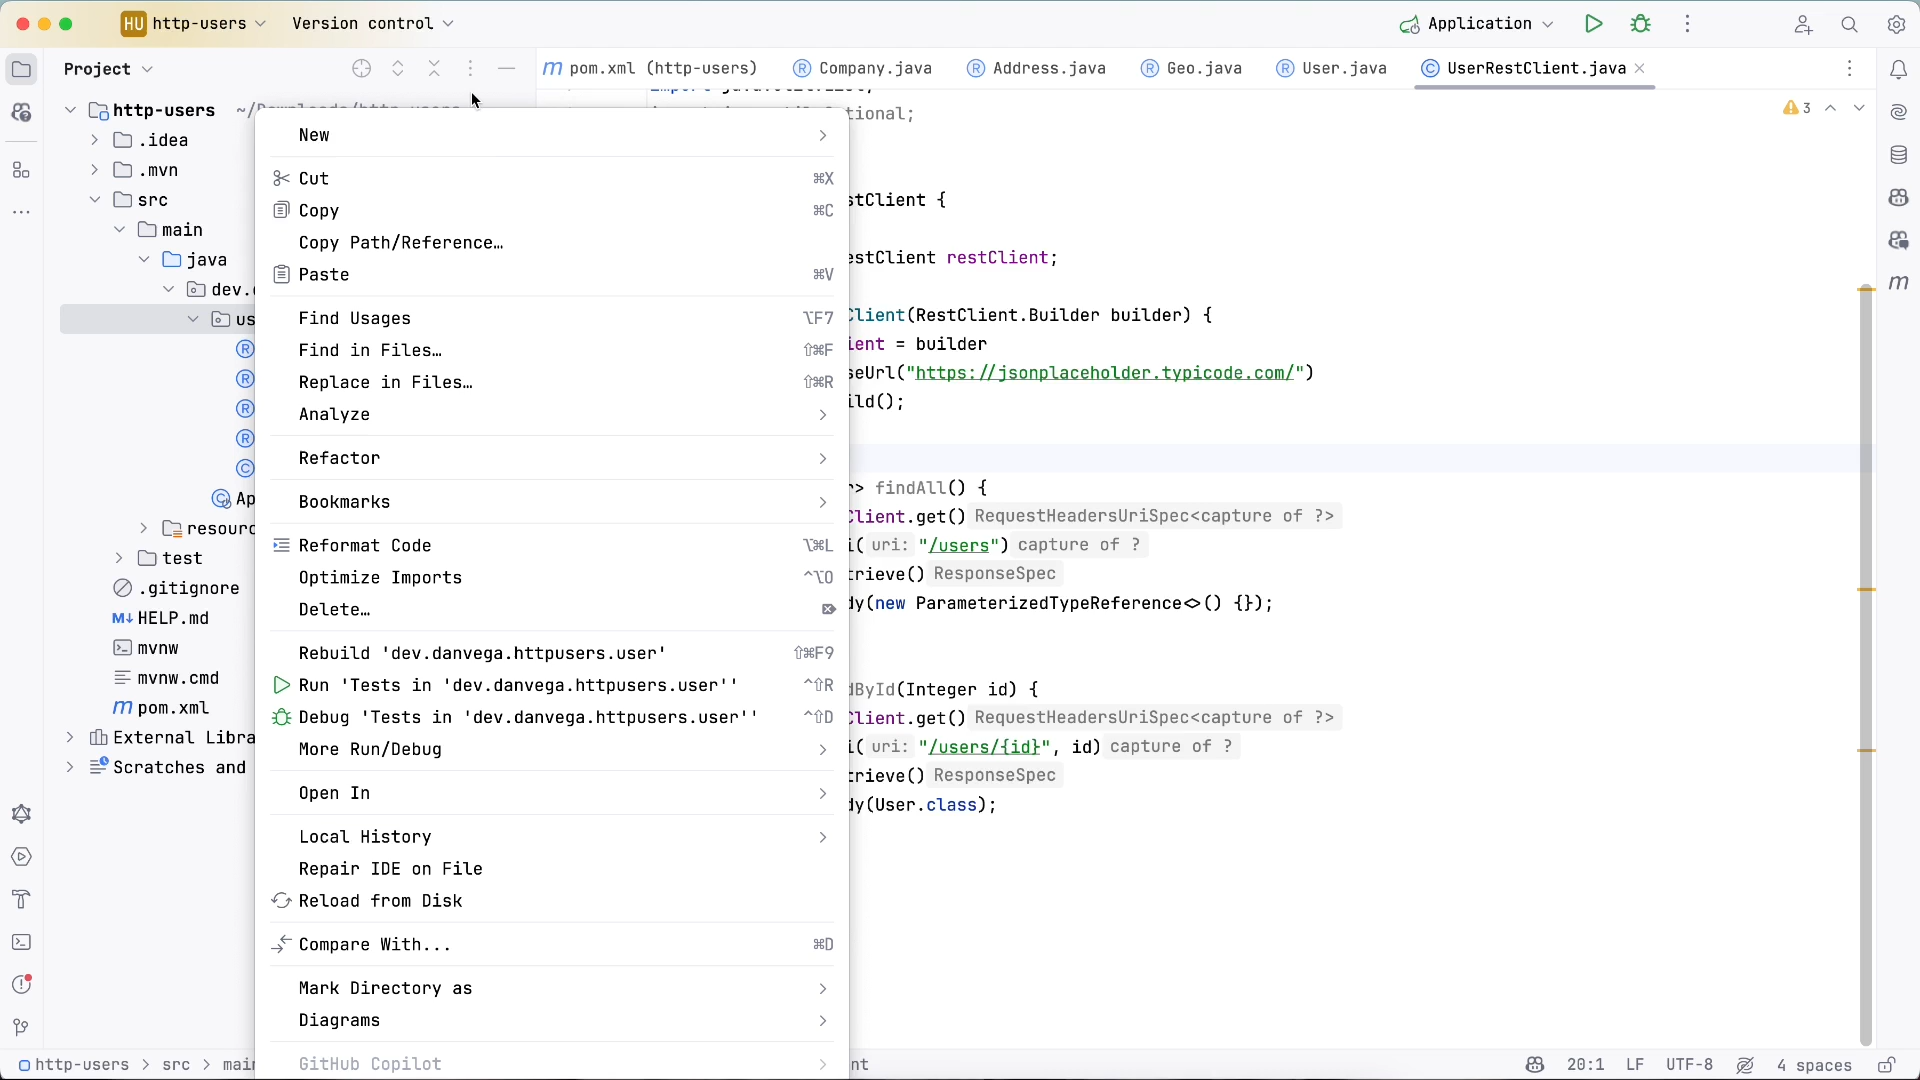 HU http-users Version control Application
Project
pom.xml (http-users) Company.java Address.java Geo.java User.java UserRestClient.java
http-users
.idea
.mvn
src
main
java
dev.
us
Ap
resourc
test
.gitignore
M↓ HELP.md
mvnw
mvnw.cmd
m pom.xml
External Libra
Scratches and
New
Cut ⌘X
Copy ⌘C
Copy Path/Reference…
Paste ⌘V
Find Usages ⌥F7
Find in Files… ⇧⌘F
Replace in Files… ⇧⌘R
Analyze
Refactor
Bookmarks
Reformat Code ⌥⌘L
Optimize Imports ^⌥O
Delete… ⌦
Rebuild 'dev.danvega.httpusers.user' ⇧⌘F9
Run 'Tests in 'dev.danvega.httpusers.user'' ^⇧R
Debug 'Tests in 'dev.danvega.httpusers.user'' ^⇧D
More Run/Debug
Open In
Local History
Repair IDE on File
Reload from Disk
Compare With... ⌘D
Mark Directory as
Diagrams
GitHub Copilot
3
tional;
stClient {
estClient restClient;
Client(RestClient.Builder builder) {
ient = builder
seUrl("https://jsonplaceholder.typicode.com/")
ild();
r> findAll() {
Client.get() RequestHeadersUriSpec<capture of ?>
i( uri: "/users") capture of ?
trieve() ResponseSpec
dy(new ParameterizedTypeReference<>() {});
dById(Integer id) {
Client.get() RequestHeadersUriSpec<capture of ?>
i( uri: "/users/{id}", id) capture of ?
trieve() ResponseSpec
dy(User.class);
http-users > src > main nt 20:1 LF UTF-8 4 spaces